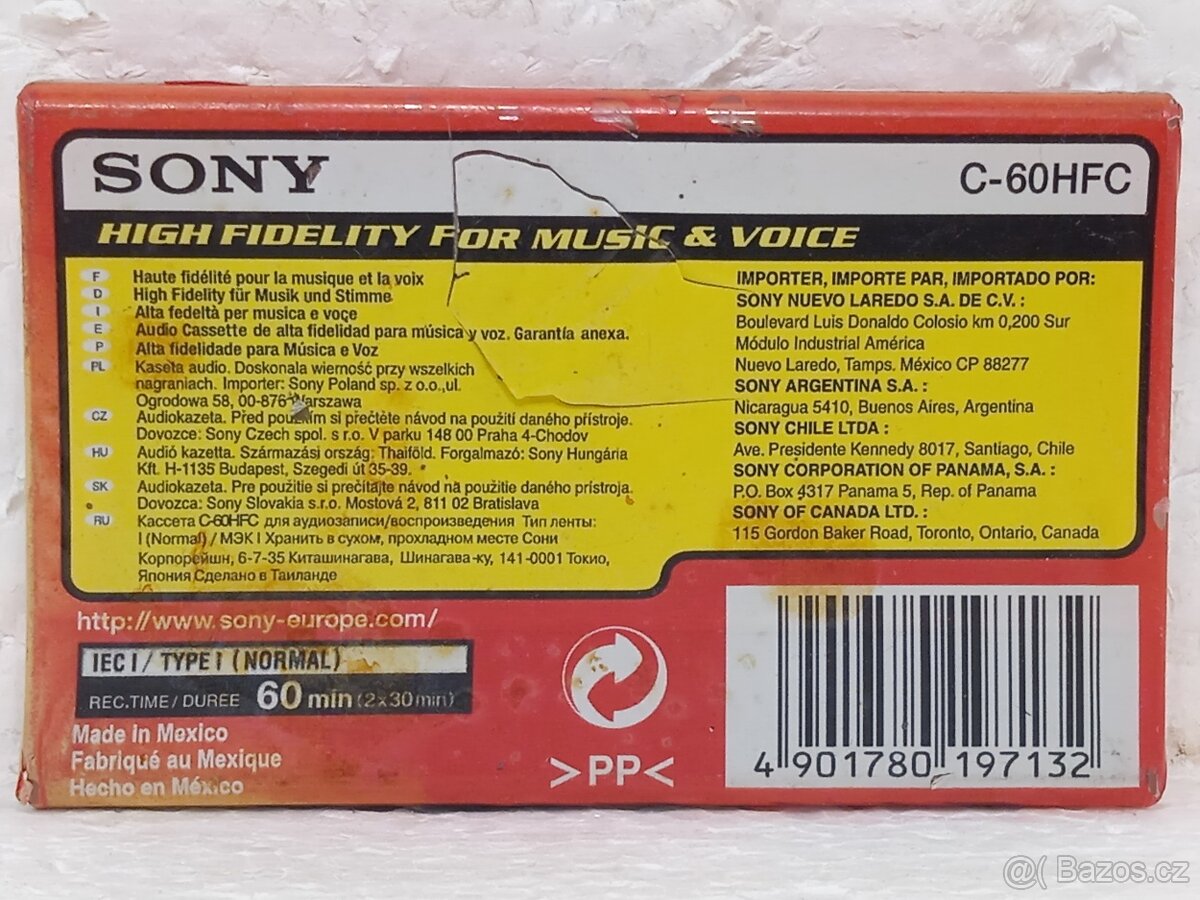 SONY
C-60HFC
HIGH FIDELITY FOR MUSIC & VOICE
F Haute fidélité pour la musique et la voix
D High Fidelity für Musik und Stimme
I Alta fedeltà per musica e voce
E Audio Cassette de alta fidelidad para música y voz. Garantía anexa.
P Alta fidelidade para Música e Voz
PL Kaseta audio. Doskonala wierność przy wszelkich
nagraniach. Importer: Sony Poland sp. z o.o.,ul.
Ogrodowa 58, 00-876 Warszawa
CZ Audiokazeta. Před použitím si přečtěte návod na použití daného přístroje.
Dovozce: Sony Czech spol. s r.o. V parku 148 00 Praha 4-Chodov
HU Audió kazetta. Származási ország: Thaiföld. Forgalmazó: Sony Hungária
Kft. H-1135 Budapest, Szegedi út 35-39.
SK Audiokazeta. Pre použitie si prečítajte návod na použitie daného prístroja.
Dovozca: Sony Slovakia s.r.o. Mostová 2, 811 02 Bratislava
RU Кассета C-60HFC для аудиозаписи/воспроизведения Тип ленты:
I (Normal) / МЭК I Хранить в сухом, прохладном месте Сони
Корпорейшн, 6-7-35 Киташинагава, Шинагава-ку, 141-0001 Токио,
Япония Сделано в Таиланде
IMPORTER, IMPORTE PAR, IMPORTADO POR:
SONY NUEVO LAREDO S.A. DE C.V. :
Boulevard Luis Donaldo Colosio km 0,200 Sur
Módulo Industrial América
Nuevo Laredo, Tamps. México CP 88277
SONY ARGENTINA S.A. :
Nicaragua 5410, Buenos Aires, Argentina
SONY CHILE LTDA :
Ave. Presidente Kennedy 8017, Santiago, Chile
SONY CORPORATION OF PANAMA, S.A. :
P.O. Box 4317 Panama 5, Rep. of Panama
SONY OF CANADA LTD. :
115 Gordon Baker Road, Toronto, Ontario, Canada
http://www.sony-europe.com/
IEC I / TYPE I (NORMAL)
REC.TIME / DUREE 60 min (2x30 min)
Made in Mexico
Fabriqué au Mexique
Hecho en México
>PP<
4 901780 197132
@( Bazoš.cz